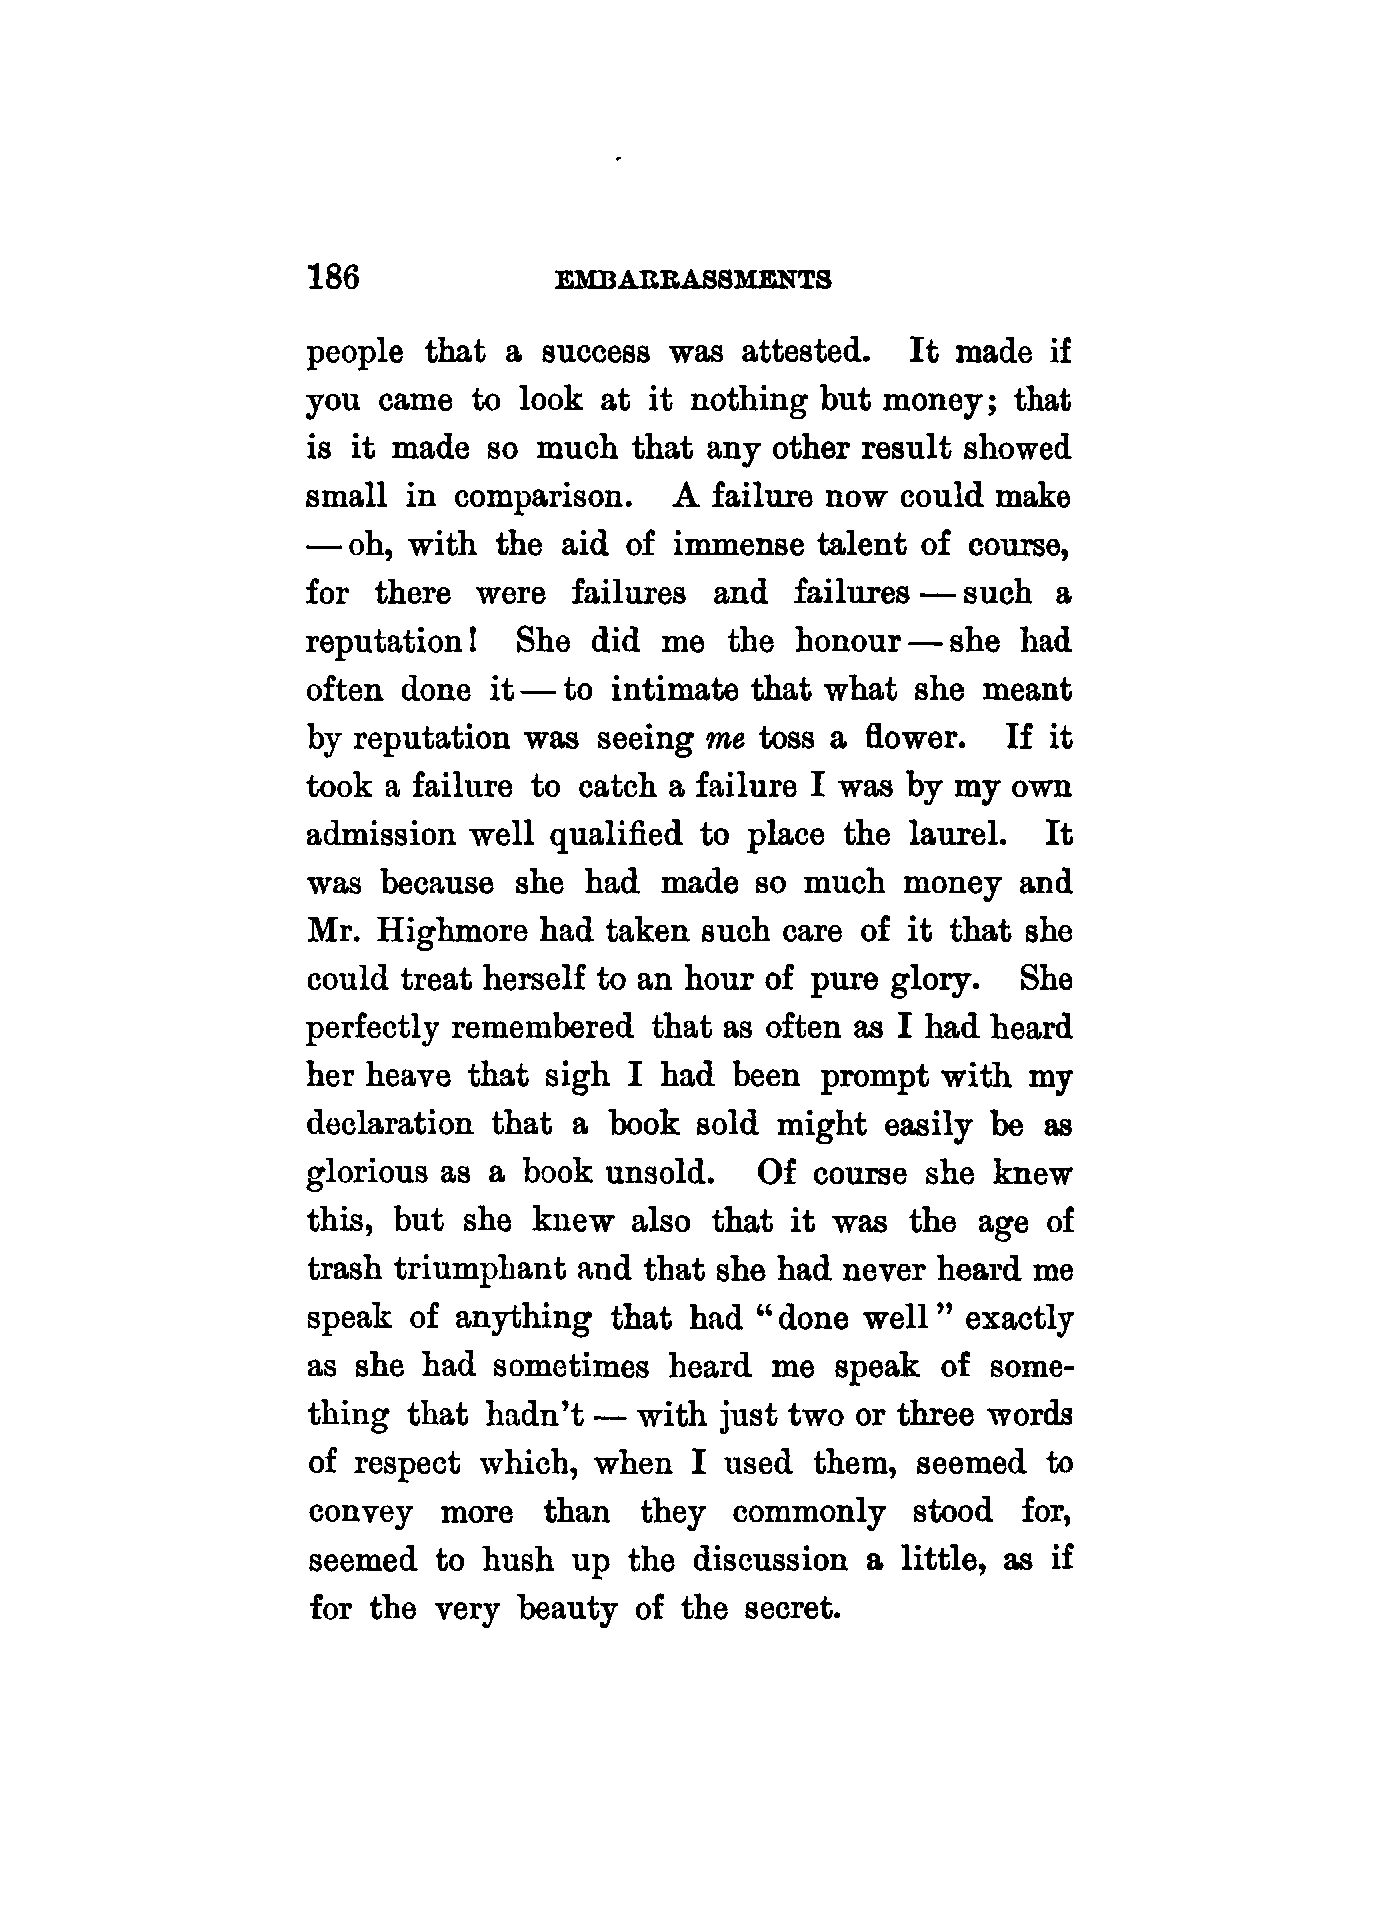 186 EMBARRASSMENTS
people that a success was attested. It made if
you came to look at it nothing but money; that
is it made so much that any other result showed
small in comparison. A failure now could make
— oh, with the aid of immense talent of course,
for there were failures and failures — such a
reputation! She did me the honour — she had
often done it — to intimate that what she meant
by reputation was seeing me toss a flower. If it
took a failure to catch a failure I was by my own
admission well qualified to place the laurel. It
was because she had made so much money and
Mr. Highmore had taken such care of it that she
could treat herself to an hour of pure glory. She
perfectly remembered that as often as I had heard
her heave that sigh I had been prompt with my
declaration that a book sold might easily be as
glorious as a book unsold. Of course she knew
this, but she knew also that it was the age of
trash triumphant and that she had never heard me
speak of anything that had “done well” exactly
as she had sometimes heard me speak of some-
thing that hadn’t — with just two or three words
of respect which, when I used them, seemed to
convey more than they commonly stood for,
seemed to hush up the discussion a little, as if
for the very beauty of the secret.